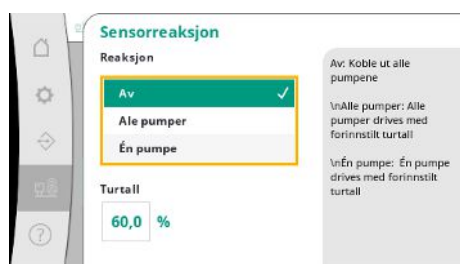 Sensorreaksjon
Reaksjon
Av
Ale pumper
Én pumpe
Turtall
60,0 %
Av: Koble ut alle
pumpene
\nAlle pumper: Alle
pumper drives med
forinnstilt turtall
\nÉn pumpe: Én pumpe
drives med forinnstilt
turtall
?